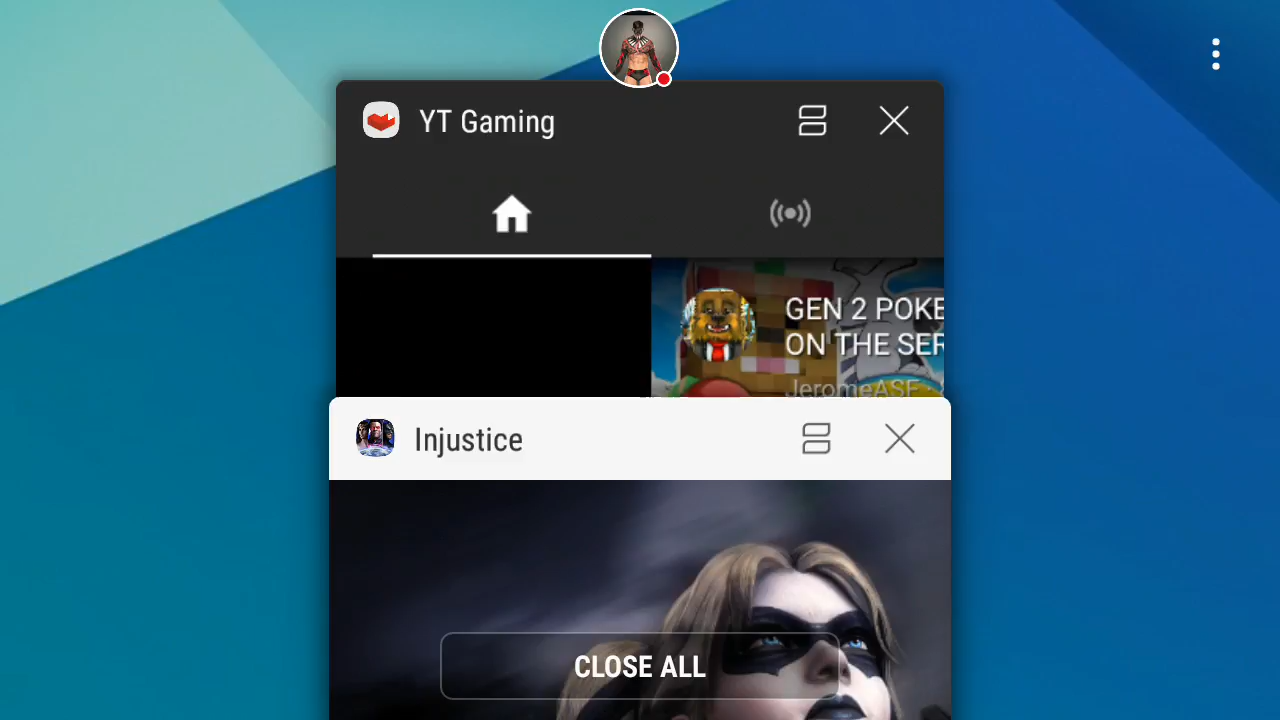 YT Gaming
GEN 2 POKE
ON THE SER
JeromeASF
Injustice
CLOSE ALL